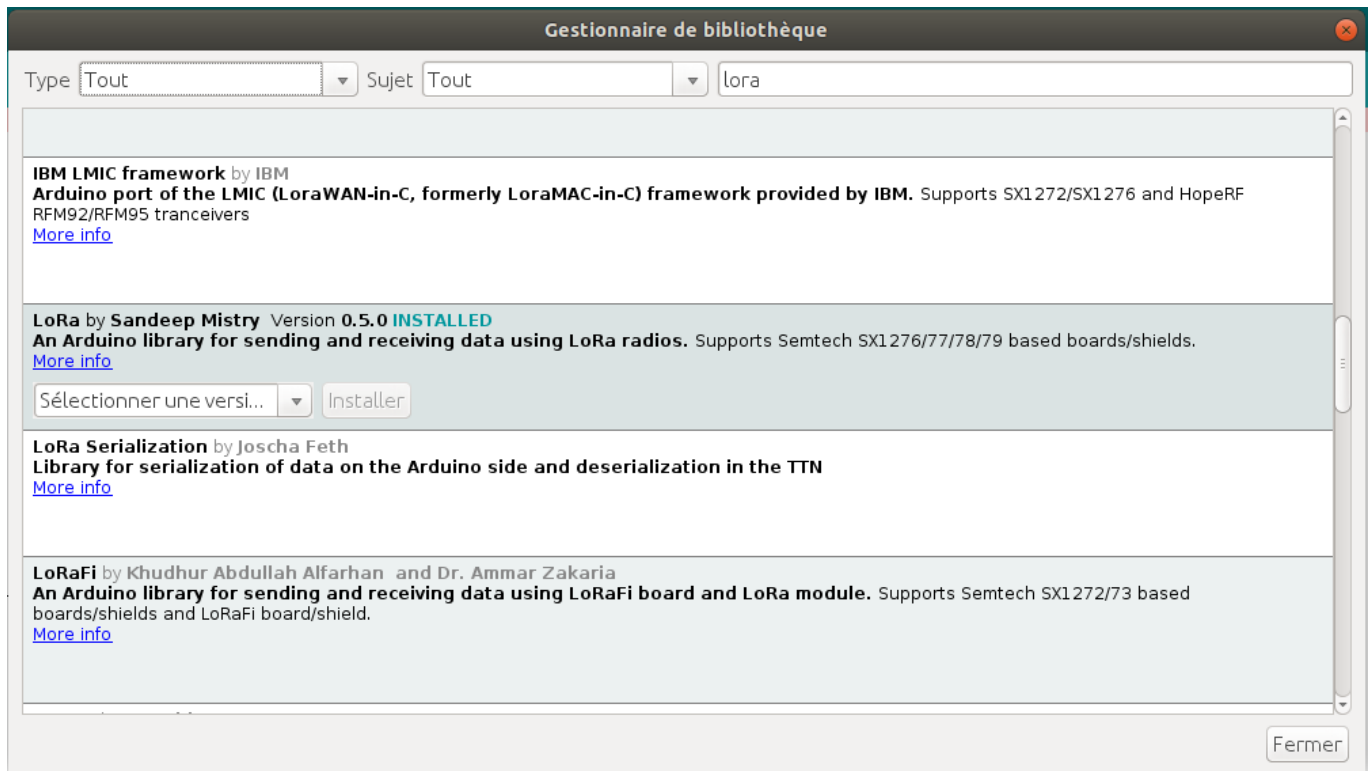 Gestionnaire de bibliothèque
Type Tout Sujet Tout lora
IBM LMIC framework by IBM
Arduino port of the LMIC (LoraWAN-in-C, formerly LoraMAC-in-C) framework provided by IBM. Supports SX1272/SX1276 and HopeRF
RFM92/RFM95 tranceivers
More info
LoRa by Sandeep Mistry Version 0.5.0 INSTALLED
An Arduino library for sending and receiving data using LoRa radios. Supports Semtech SX1276/77/78/79 based boards/shields.
More info
Sélectionner une versi... Installer
LoRa Serialization by Joscha Feth
Library for serialization of data on the Arduino side and deserialization in the TTN
More info
LoRaFi by Khudhur Abdullah Alfarhan and Dr. Ammar Zakaria
An Arduino library for sending and receiving data using LoRaFi board and LoRa module. Supports Semtech SX1272/73 based
boards/shields and LoRaFi board/shield.
More info
Fermer